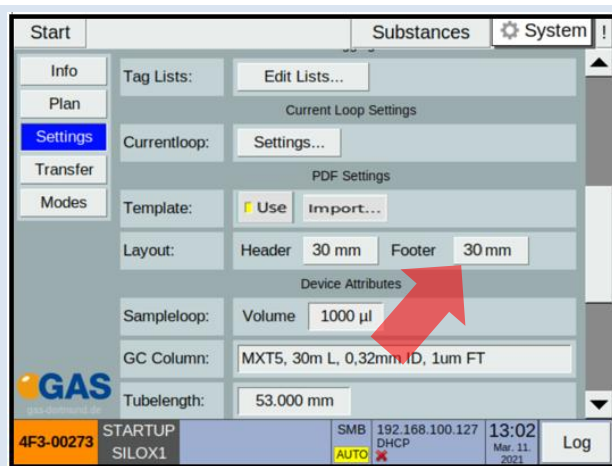 Start Substances System !
Info
Plan
Settings
Transfer
Modes
Tag Lists: Edit Lists...
Current Loop Settings
Currentloop: Settings...
PDF Settings
Template: Use Import...
Layout: Header 30 mm Footer 30 mm
Device Attributes
Sampleloop: Volume 1000 µl
GC Column: MXT5, 30m L, 0,32mm ID, 1um FT
Tubelength: 53.000 mm
GAS
gas-dortmund.de
4F3-00273 STARTUP SILOX1 SMB AUTO 192.168.100.127 DHCP 13:02 Mar. 11. 2021 Log